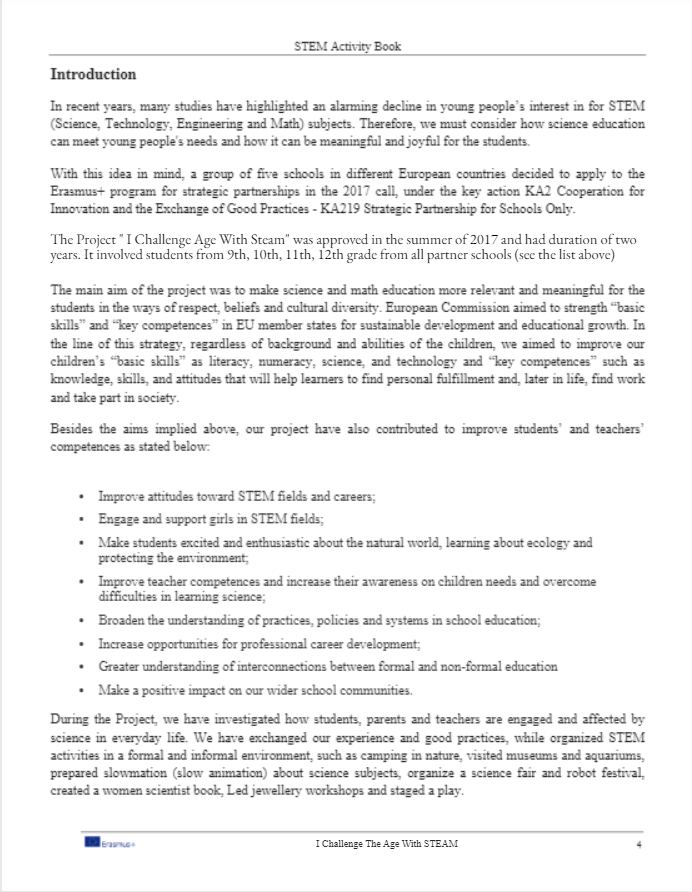 STEM Activity Book
Introduction
In recent years, many studies have highlighted an alarming decline in young people's interest in for STEM
(Science, Technology, Engineering and Math) subjects. Therefore, we must consider how science education
can meet young people's needs and how it can be meaningful and joyful for the students.
With this idea in mind, a group of five schools in different European countries decided to apply to the
Erasmus+ program for strategic partnerships in the 2017 call, under the key action KA2 Cooperation for
Innovation and the Exchange of Good Practices - KA219 Strategic Partnership for Schools Only.
The Project " I Challenge Age With Steam" was approved in the summer of 2017 and had duration of two
years. It involved students from 9th, 10th, 11th, 12th grade from all partner schools (see the list above)
The main aim of the project was to make science and math education more relevant and meaningful for the
students in the ways of respect, beliefs and cultural diversity. European Commission aimed to strength “basic
skills” and “key competences” in EU member states for sustainable development and educational growth. In
the line of this strategy, regardless of background and abilities of the children, we aimed to improve our
children's “basic skills” as literacy, numeracy, science, and technology and “key competences” such as
knowledge, skills, and attitudes that will help learners to find personal fulfillment and, later in life, find work
and take part in society.
Besides the aims implied above, our project have also contributed to improve students' and teachers'
competences as stated below:
• Improve attitudes toward STEM fields and careers;
• Engage and support girls in STEM fields;
• Make students excited and enthusiastic about the natural world, learning about ecology and
protecting the environment;
• Improve teacher competences and increase their awareness on children needs and overcome
difficulties in learning science;
• Broaden the understanding of practices, policies and systems in school education;
• Increase opportunities for professional career development;
• Greater understanding of interconnections between formal and non-formal education
• Make a positive impact on our wider school communities.
During the Project, we have investigated how students, parents and teachers are engaged and affected by
science in everyday life. We have exchanged our experience and good practices, while organized STEM
activities in a formal and informal environment, such as camping in nature, visited museums and aquariums,
prepared slowmation (slow animation) about science subjects, organize a science fair and robot festival,
created a women scientist book, Led jewellery workshops and staged a play.
Erasmus+ I Challenge The Age With STEAM 4